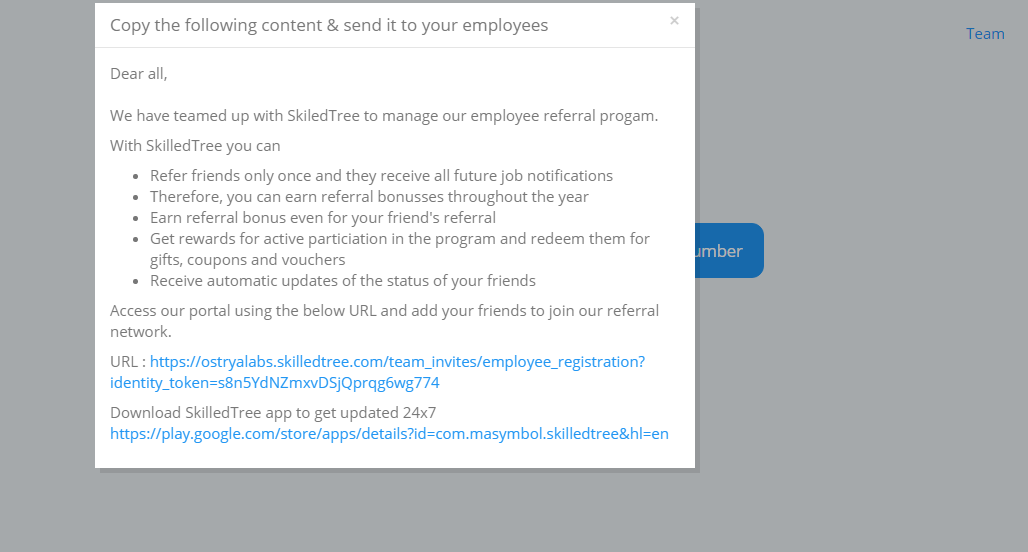 Copy the following content & send it to your employees
×
Team
Dear all,
We have teamed up with SkiledTree to manage our employee referral progam.
With SkilledTree you can
• Refer friends only once and they receive all future job notifications
• Therefore, you can earn referral bonusses throughout the year
• Earn referral bonus even for your friend's referral
• Get rewards for active particiation in the program and redeem them for
gifts, coupons and vouchers
• Receive automatic updates of the status of your friends
umber
Access our portal using the below URL and add your friends to join our referral
network.
URL : https://ostryalabs.skilledtree.com/team_invites/employee_registration?
identity_token=s8n5YdNZmxvDSjQprqg6wg774
Download SkilledTree app to get updated 24x7
https://play.google.com/store/apps/details?id=com.masymbol.skilledtree&hl=en